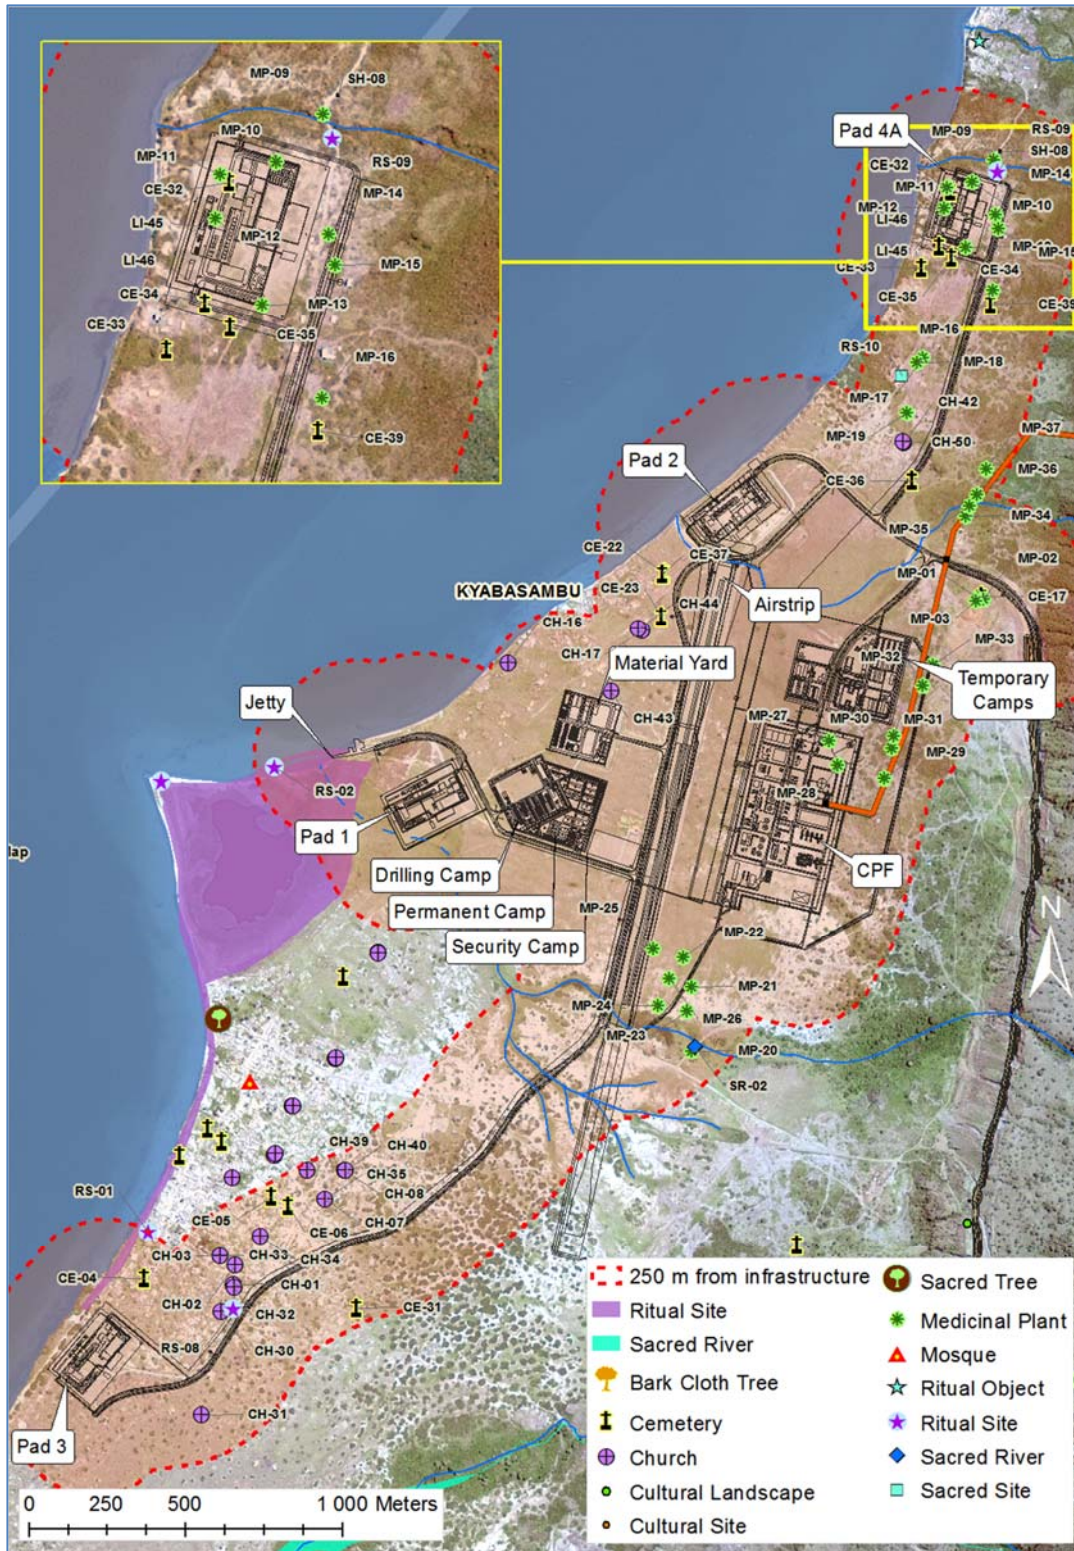 MP-09
SH-08
MP-10
MP-11
CE-32
RS-09
MP-14
LI-45
MP-12
LI-46
MP-15
CE-34
MP-13
CE-33
CE-35
MP-16
CE-39
Pad 4A
MP-09
RS-09
SH-08
CE-32
MP-14
MP-11
MP-12
MP-10
LI-46
LI-45
MP-15
CE-33
CE-34
CE-35
CE-39
MP-16
RS-10
MP-18
MP-17
CH-42
MP-19
MP-37
CH-50
Pad 2
CE-36
MP-36
MP-34
MP-35
CE-22
CE-37
MP-02
MP-01
CE-23
KYABASAMBU
Airstrip
CE-17
CH-16
CH-44
MP-03
CH-17
MP-33
Material Yard
MP-32
Temporary
Camps
Jetty
CH-43
MP-27
MP-30
MP-31
MP-29
RS-02
MP-28
Pad 1
CPF
Drilling Camp
Permanent Camp
MP-25
Security Camp
MP-22
N
MP-24
MP-21
MP-26
MP-23
MP-20
SR-02
CH-39
CH-40
CH-35
CH-08
RS-01
CE-05
CH-07
CE-06
CH-03
CH-33
CH-34
CE-04
CH-01
CH-02
CH-32
CE-31
RS-08
CH-30
CH-31
Pad 3
0 250 500 1 000 Meters
250 m from infrastructure
Ritual Site
Sacred River
Bark Cloth Tree
Cemetery
Church
Cultural Landscape
Cultural Site
Sacred Tree
Medicinal Plant
Mosque
Ritual Object
Ritual Site
Sacred River
Sacred Site